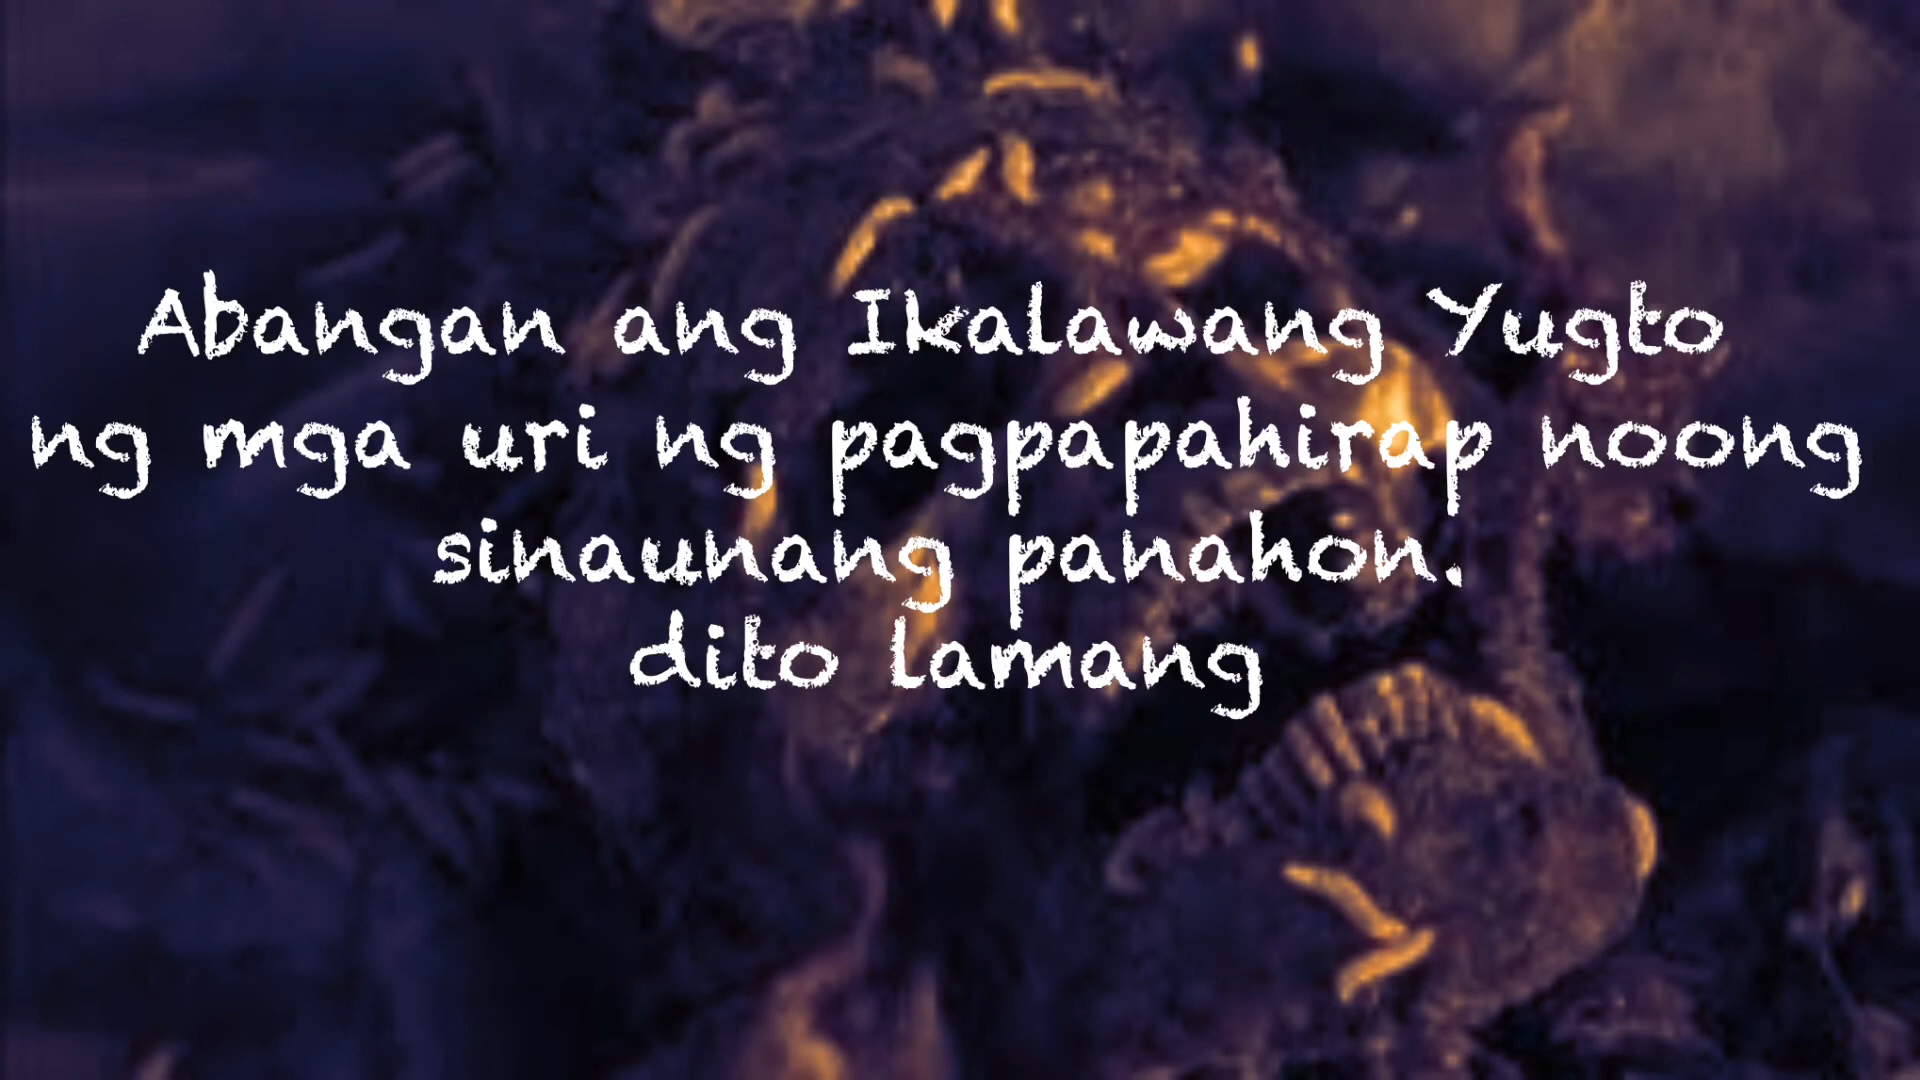 Abangan ang Ikalawang Yugto
ng mga uri ng pagpapahirap noong
sinaunang panahon.
dito lamang